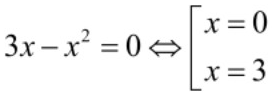 3x − x² = 0 ⇔ [ x = 0
x = 3